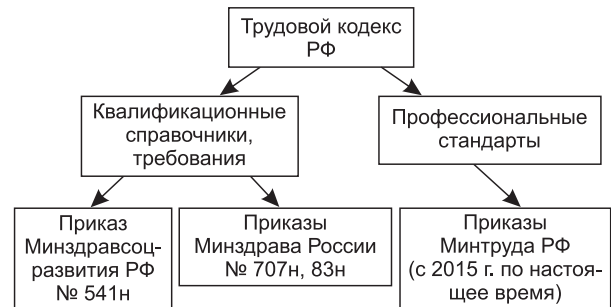 Трудовой кодекс
РФ
Квалификационные
справочники,
требования
Профессиональные
стандарты
Приказ
Минздравсоц-
развития РФ
№ 541н
Приказы
Минздрава России
№ 707н, 83н
Приказы
Минтруда РФ
(с 2015 г. по настоя-
щее время)